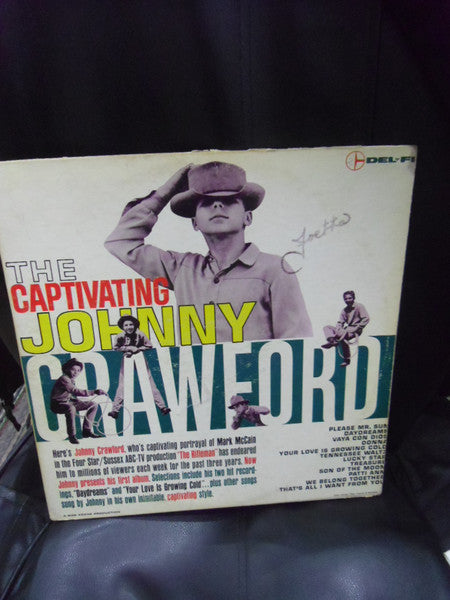 DEL-FI
Joetta
THE
CAPTIVATING
JOHNNY
CRAWFORD
Here's Johnny Crawford, who's captivating portrayal of Mark McCain
in the Four Star/Sussex ABC-TV production "The Rifleman" has endeared
him to millions of viewers each week for the past three years. Now
Johnny presents his first album. Selections include his two hit record-
ings, "Daydreams" and "Your Love Is Growing Cold"... plus other songs
sung by Johnny in his own inimitable, captivating style.
PLEASE MR. SUN
DAYDREAMS
VAYA CON DIOS
DONNA
YOUR LOVE IS GROWING COLD
TENNESSEE WALTZ
LUCKY STAR
TREASURE
SON OF THE MOON
PATTI ANN
WE BELONG TOGETHER
THAT'S ALL I WANT FROM YOU
A BOB KEANE PRODUCTION